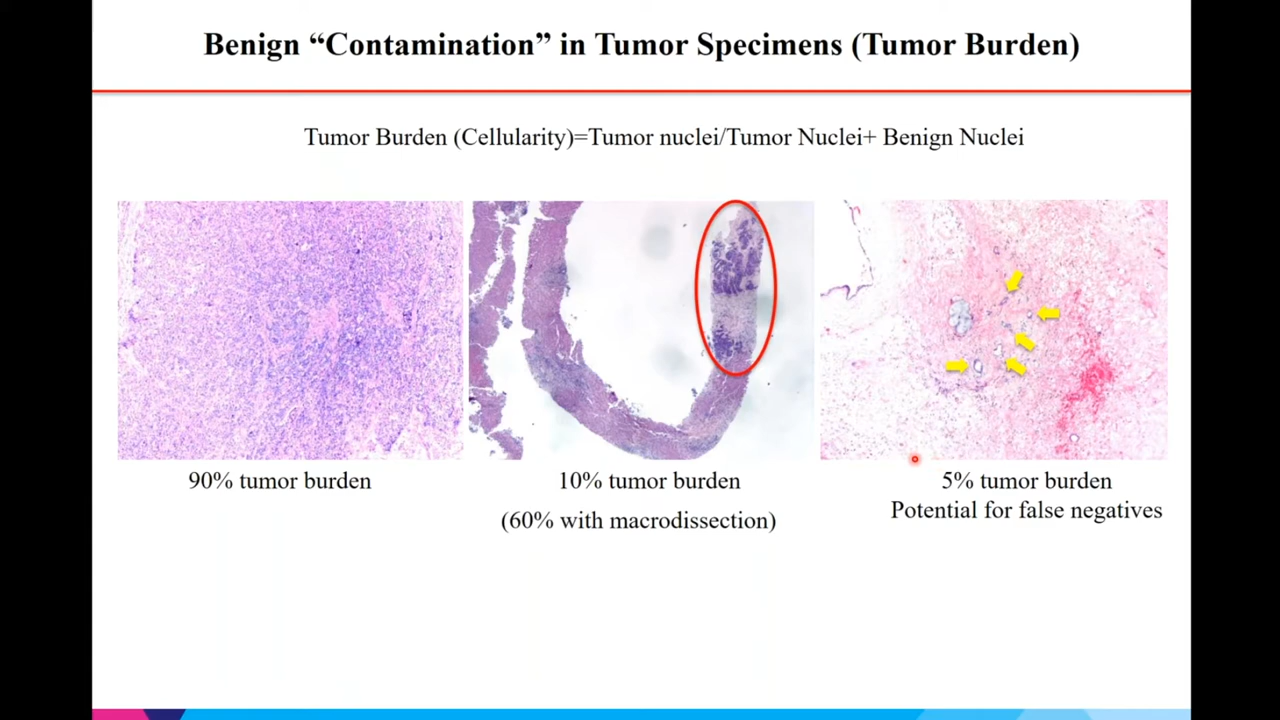 Benign “Contamination” in Tumor Specimens (Tumor Burden)
Tumor Burden (Cellularity)=Tumor nuclei/Tumor Nuclei+ Benign Nuclei
90% tumor burden
(60% with macrodissection)
10% tumor burden
5% tumor burden
Potential for false negatives